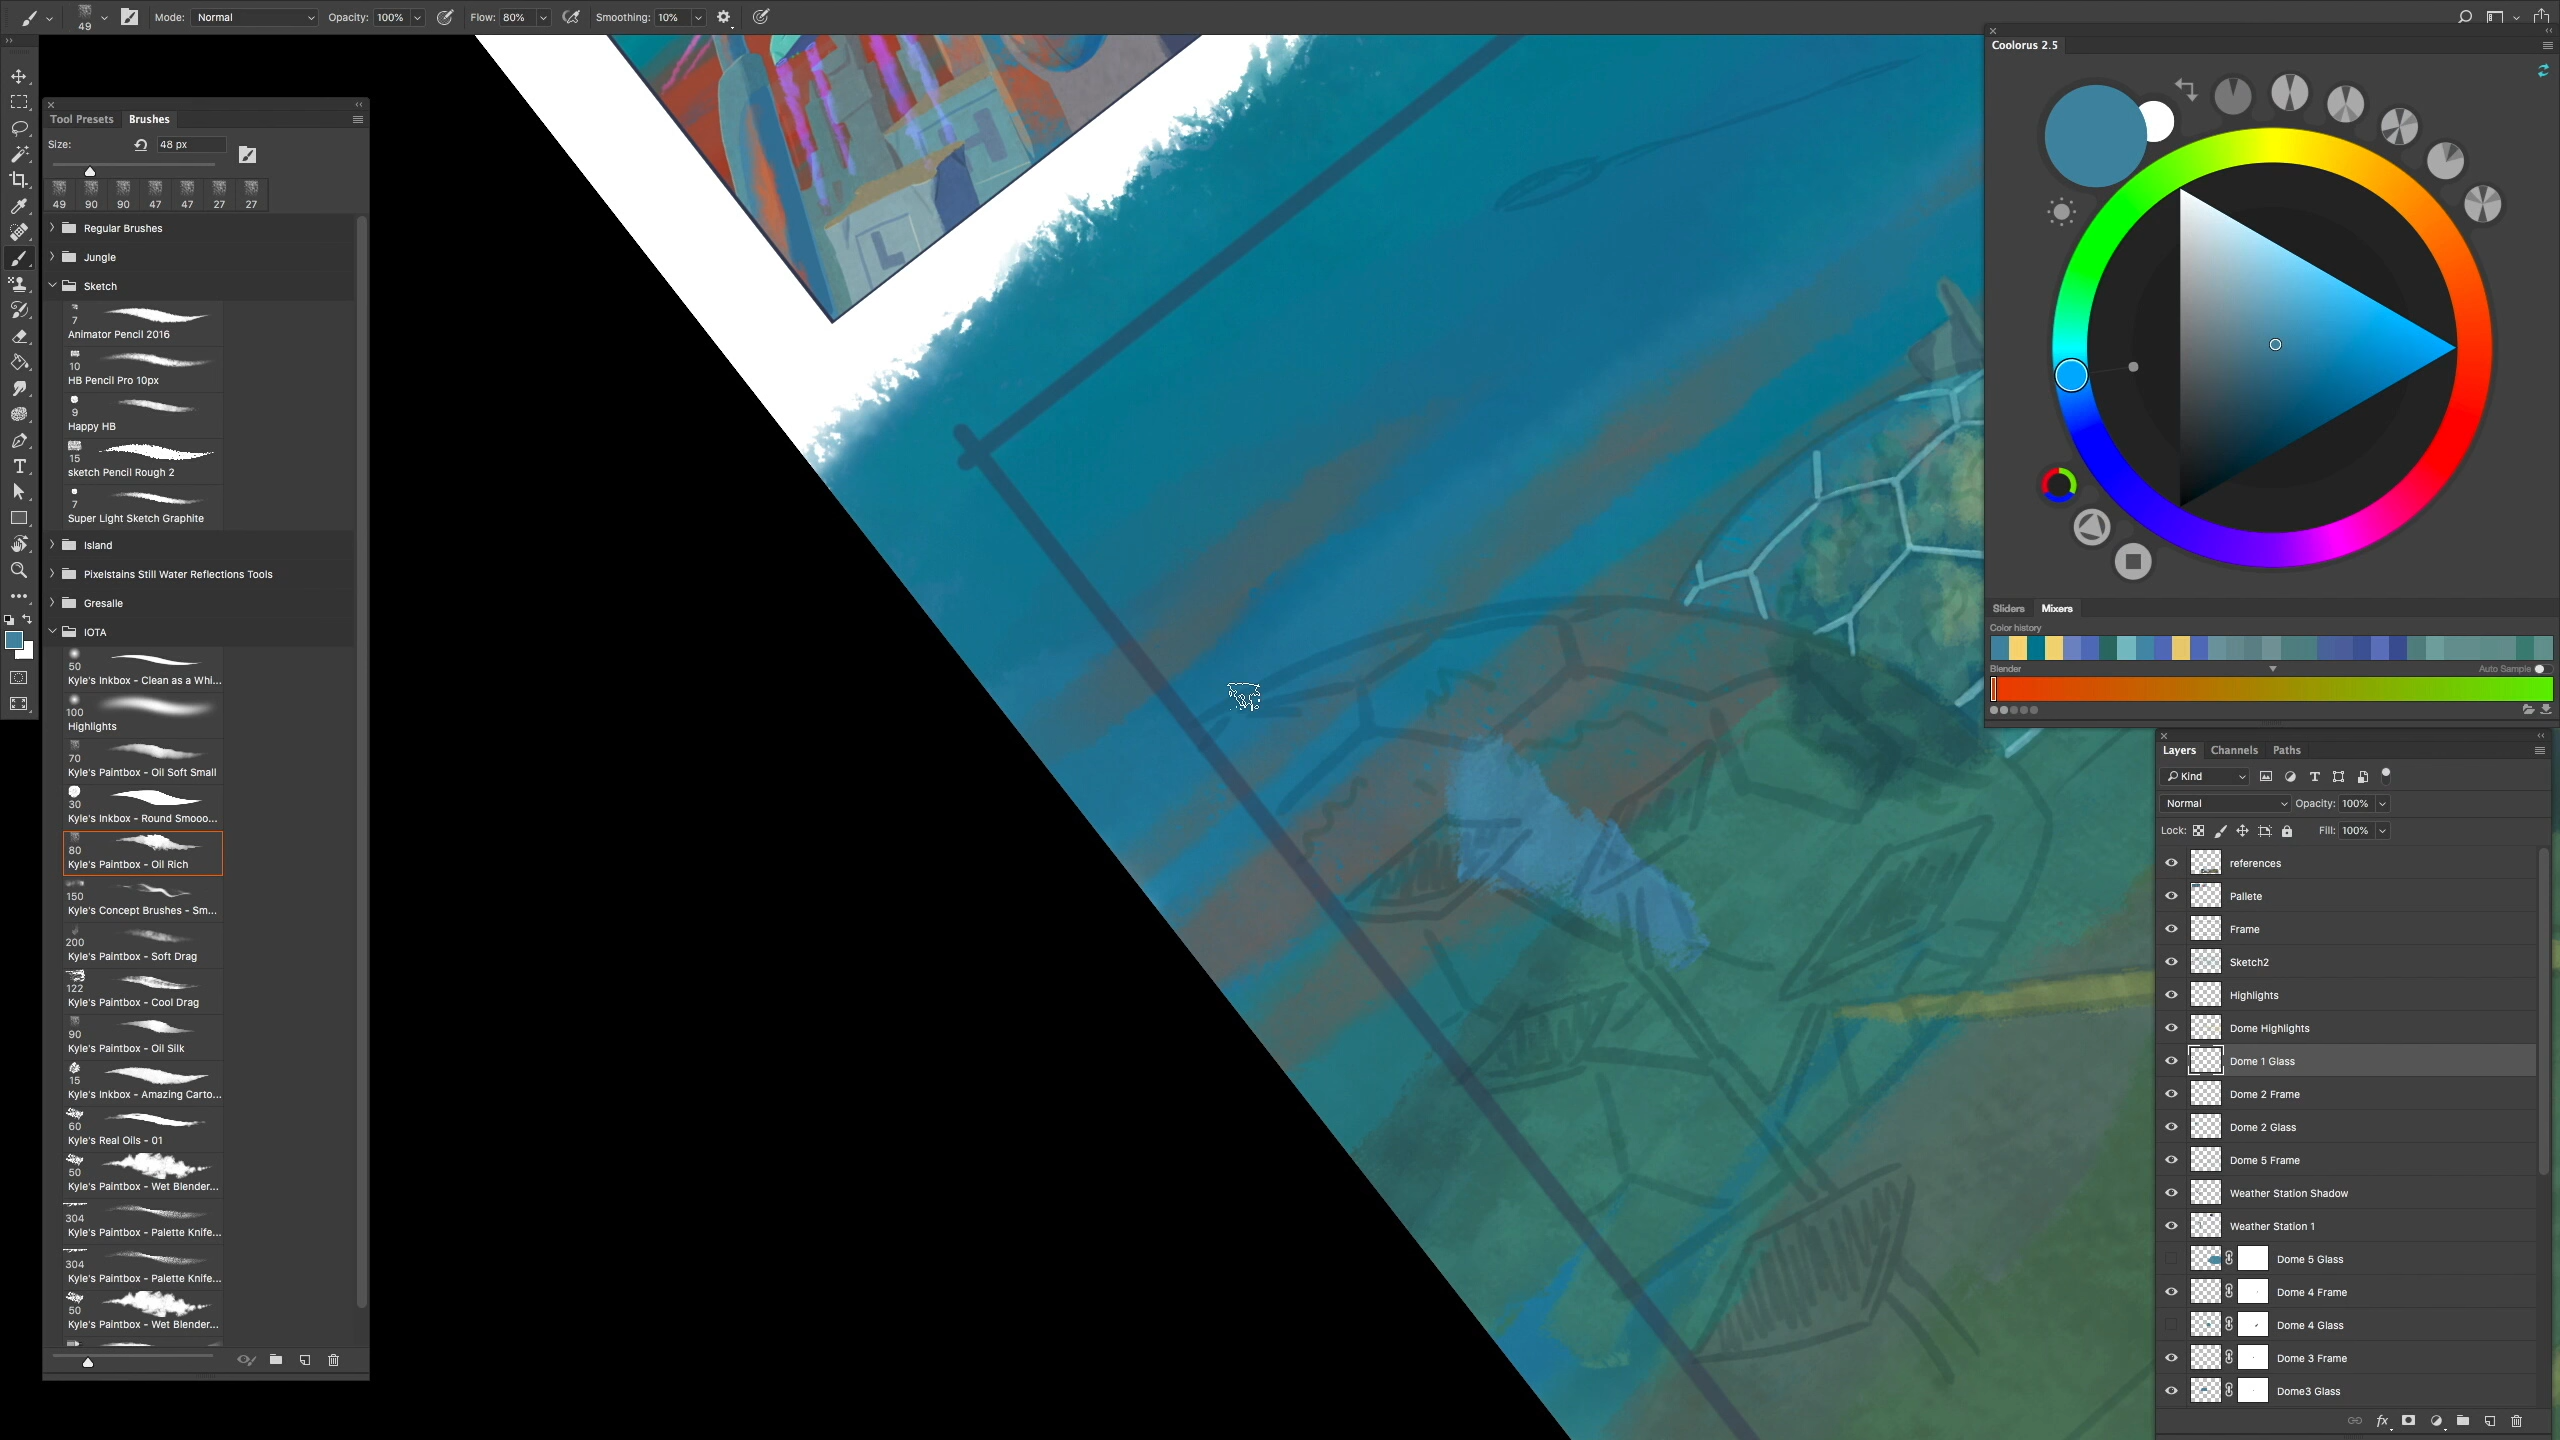 49
Mode: Normal Opacity: 100% Flow: 80% Smoothing: 10%
Tool Presets Brushes
Size: 48 px
49 90 90 47 47 27 27
Regular Brushes
Jungle
Sketch
7
Animator Pencil 2016
10
HB Pencil Pro 10px
9
Happy HB
15
sketch Pencil Rough 2
7
Super Light Sketch Graphite
Island
Pixelstains Still Water Reflections Tools
Gresalle
IOTA
50
Kyle's Inkbox - Clean as a Whi...
100
Highlights
70
Kyle's Paintbox - Oil Soft Small
30
Kyle's Inkbox - Round Smooo...
80
Kyle's Paintbox - Oil Rich
150
Kyle's Concept Brushes - Sm...
200
Kyle's Paintbox - Soft Drag
122
Kyle's Paintbox - Cool Drag
90
Kyle's Paintbox - Oil Silk
15
Kyle's Inkbox - Amazing Carto...
60
Kyle's Real Oils - 01
50
Kyle's Paintbox - Wet Blender...
304
Kyle's Paintbox - Palette Knife...
304
Kyle's Paintbox - Palette Knife...
50
Kyle's Paintbox - Wet Blender...
H
L
Coolorus 2.5
Sliders Mixers
Color history
Blender Auto Sample
Layers Channels Paths
Kind
Normal Opacity: 100%
Lock: Fill: 100%
references
Pallete
Frame
Sketch2
Highlights
Dome Highlights
Dome 1 Glass
Dome 2 Frame
Dome 2 Glass
Dome 5 Frame
Weather Station Shadow
Weather Station 1
Dome 5 Glass
Dome 4 Frame
Dome 4 Glass
Dome 3 Frame
Dome3 Glass
fx